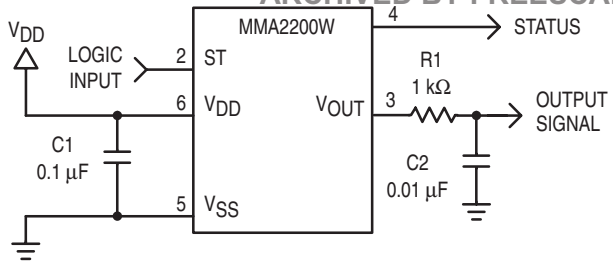 ARCHIVED BY FREESCAL
VDD
LOGIC
INPUT
2
ST
MMA2200W
4
STATUS
R1
1 kΩ
6
VDD
VOUT
3
OUTPUT
SIGNAL
C1
0.1 μF
C2
0.01 μF
5
VSS